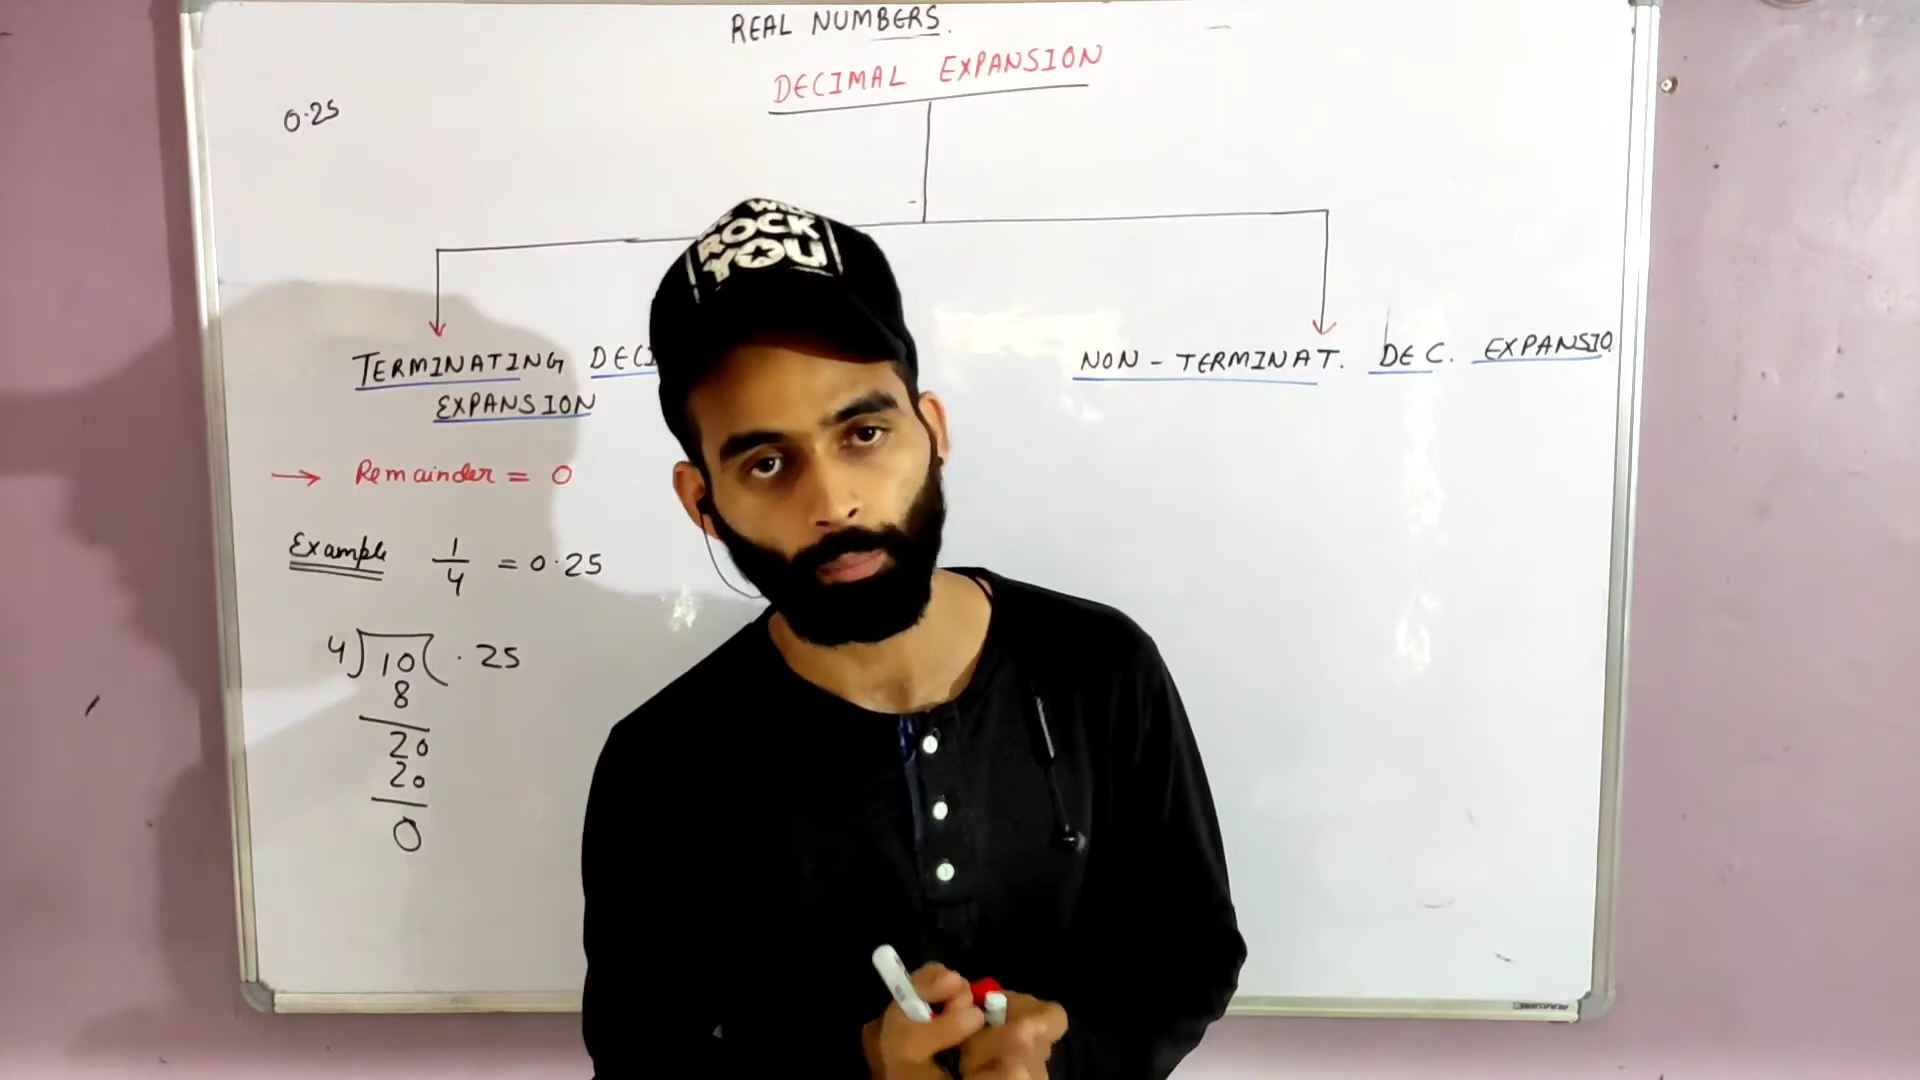 REAL NUMBERS.
DECIMAL EXPANSION
0.25
ROCK
YOU
TERMINATING
EXPANSION
NON - TERMINAT. DEC. EXPANSIO
→ Remainder = 0
Example 1/4 = 0.25
4)10( .25
8
20
20
0